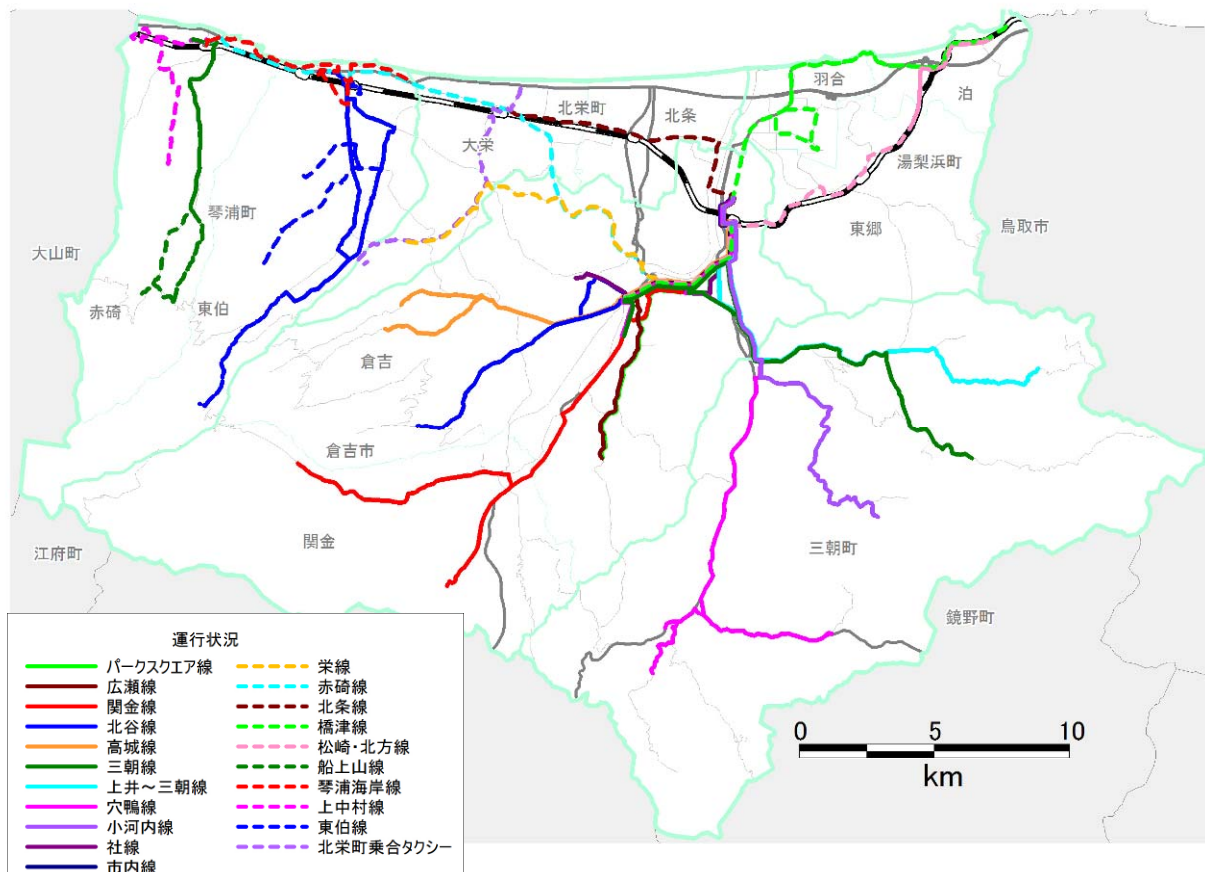 羽合
泊
北栄町
北条
大栄
湯梨浜町
琴浦町
東郷
鳥取市
大山町
赤碕
東伯
倉吉
倉吉市
関金
三朝町
江府町
鏡野町
運行状況
パークスクエア線
広瀬線
関金線
北谷線
高城線
三朝線
上井～三朝線
穴鴨線
小河内線
社線
市内線
栄線
赤碕線
北条線
橋津線
松崎・北方線
船上山線
琴浦海岸線
上中村線
東伯線
北栄町乗合タクシー
0 5 10
km